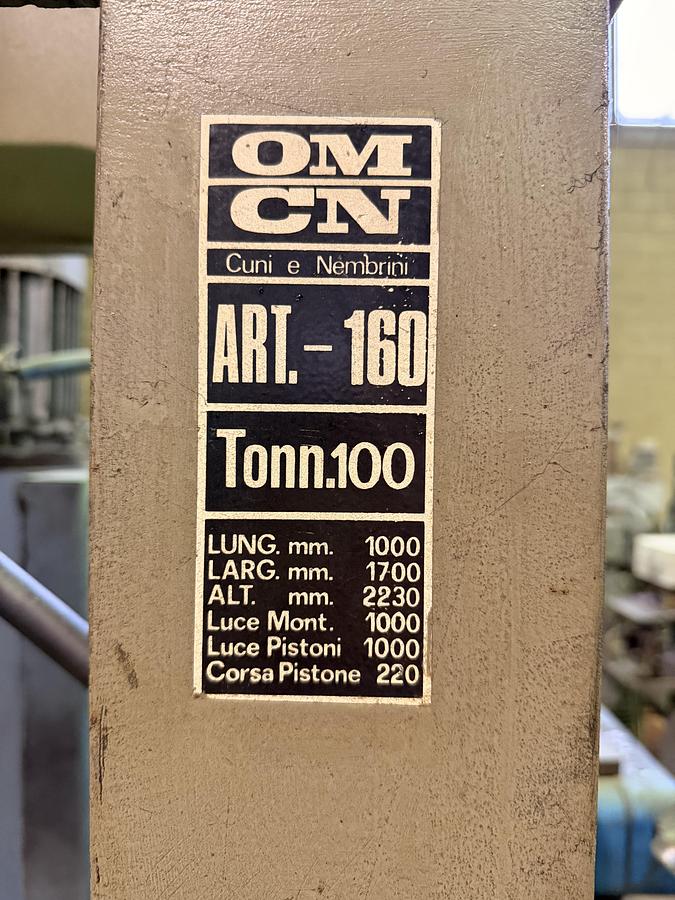 OM
CN
Cuni e Nembrini
ART.-160
Tonn.100
LUNG. mm. 1000
LARG. mm. 1700
ALT. mm. 2230
Luce Mont. 1000
Luce Pistoni 1000
Corsa Pistone 220